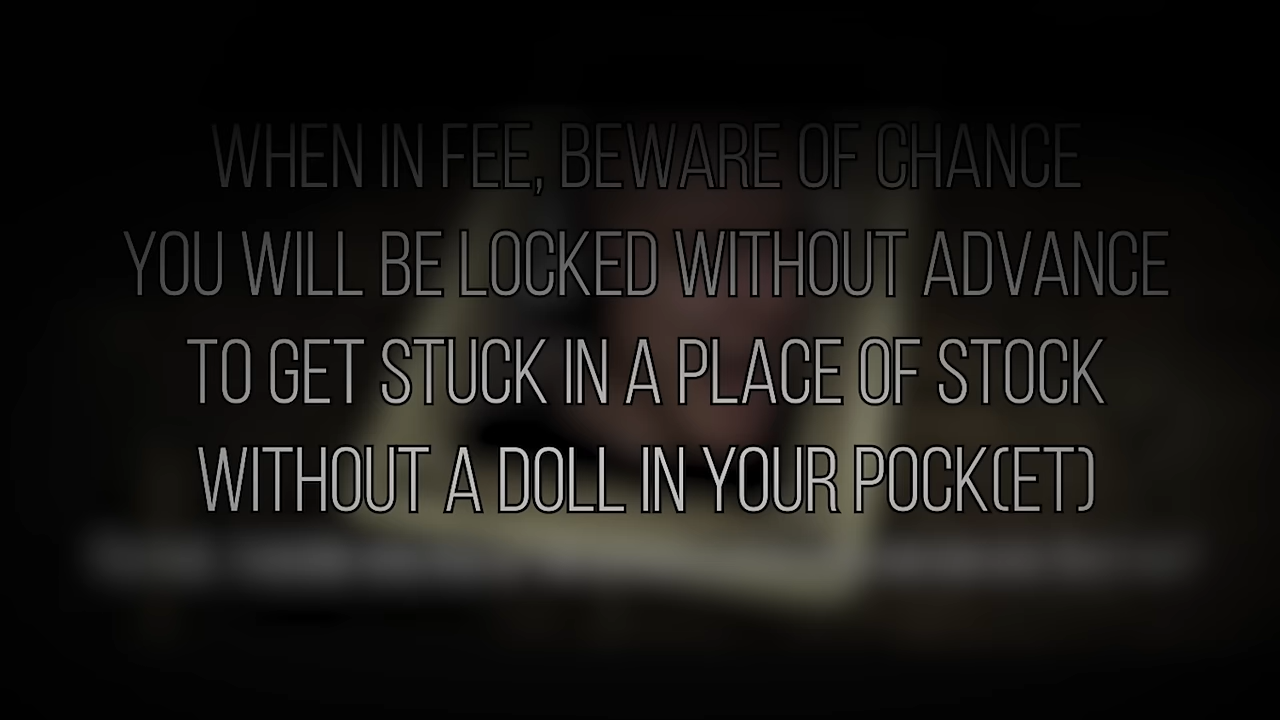 WHEN IN FEE, BEWARE OF CHANCE
YOU WILL BE LOCKED WITHOUT ADVANCE
TO GET STUCK IN A PLACE OF STOCK
WITHOUT A DOLL IN YOUR POCK(ET)